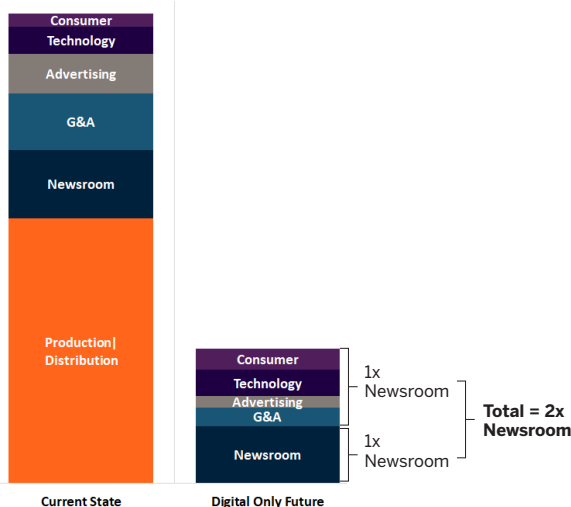 Consumer
Technology
Advertising
G&A
Newsroom
Production|
Distribution
Current State
Consumer
Technology
Advertising
G&A
Newsroom
Digital Only Future
1x
Newsroom
1x
Newsroom
Total = 2x
Newsroom